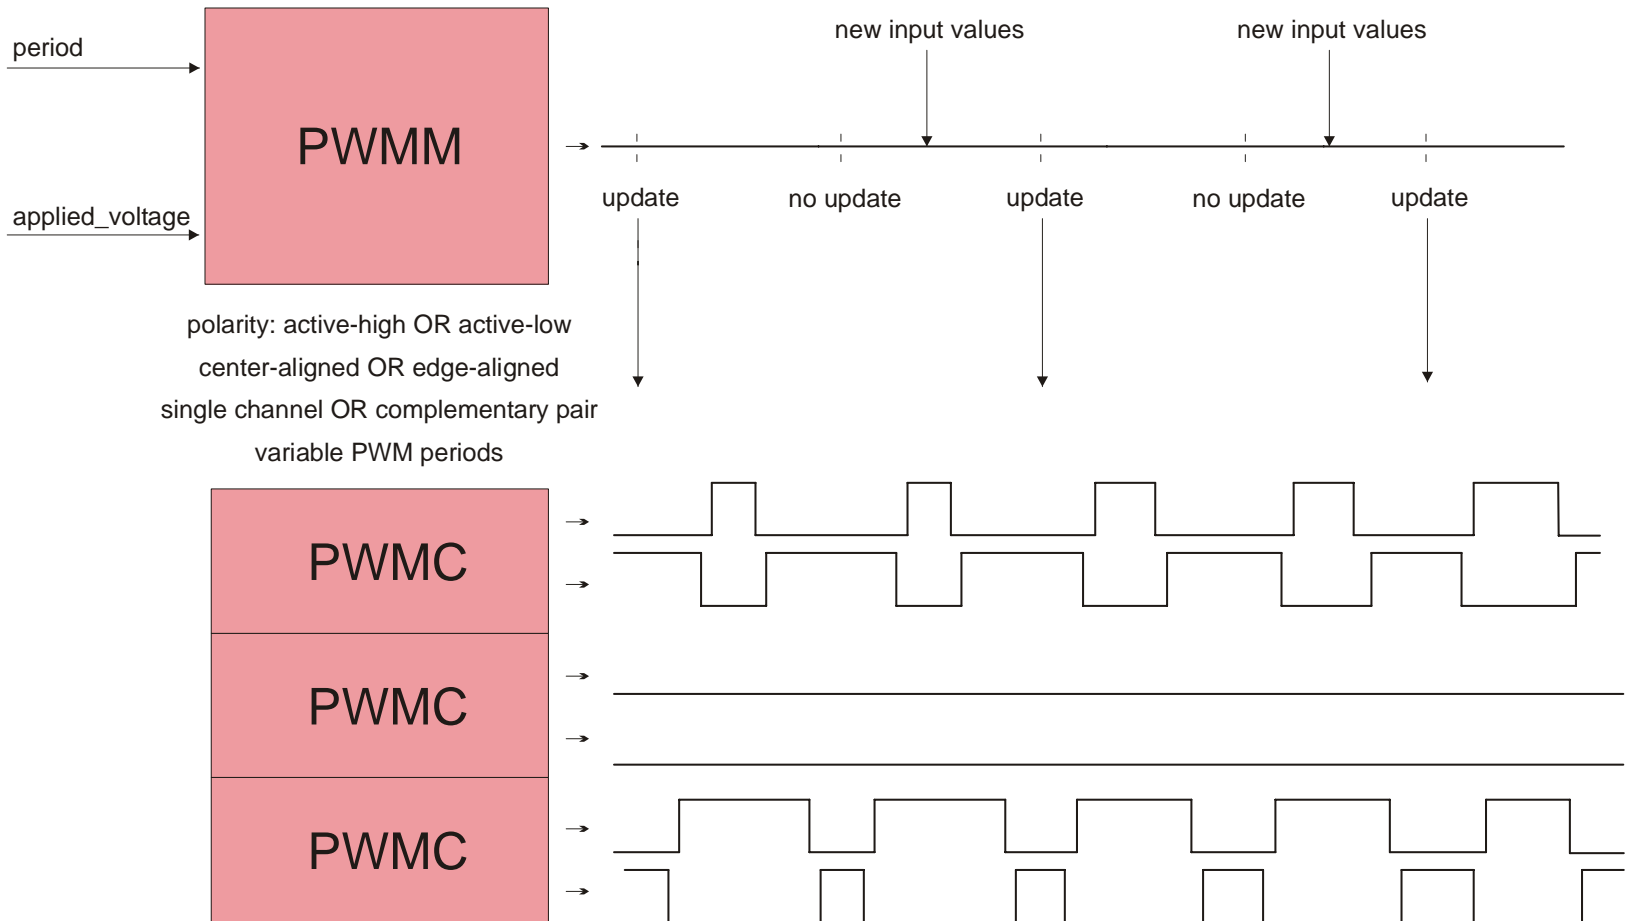 period
PWMM
applied_voltage
new input values
new input values
update
no update
update
no update
update
polarity: active-high OR active-low
center-aligned OR edge-aligned
single channel OR complementary pair
variable PWM periods
PWMC
PWMC
PWMC